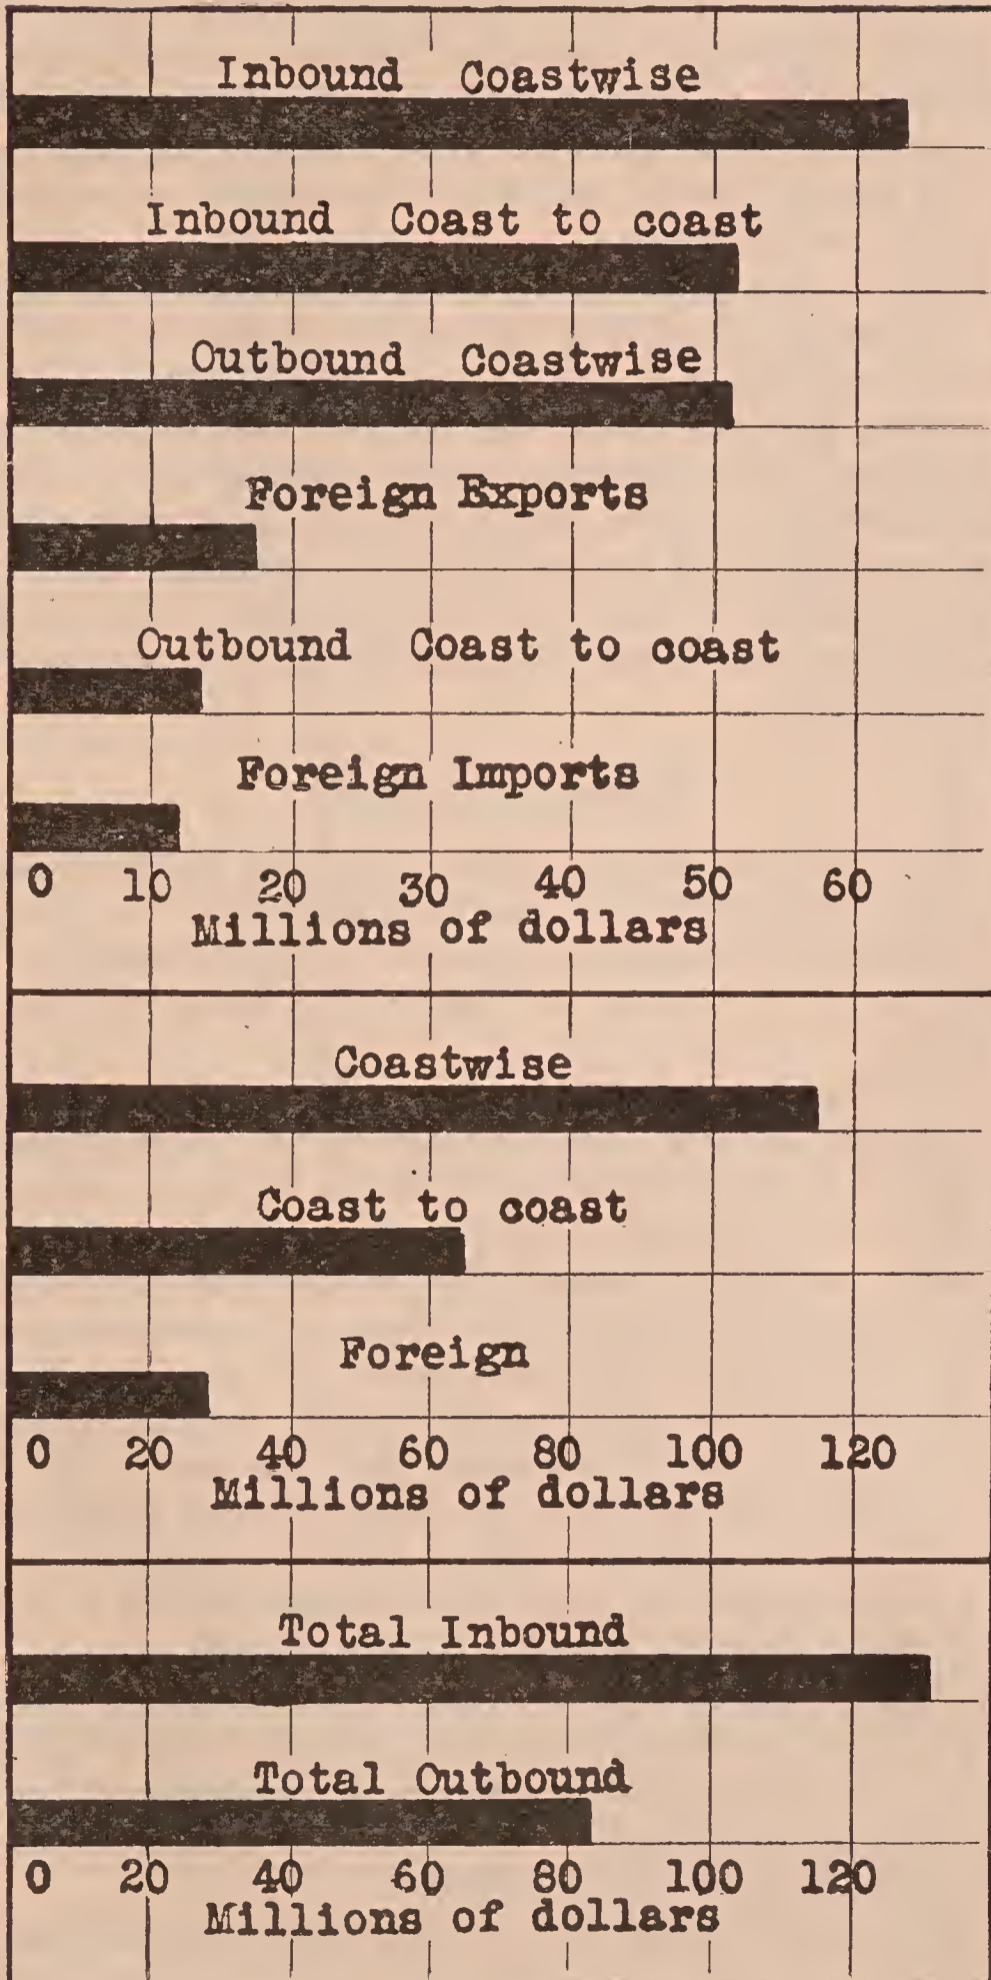 Inbound Coastwise
Inbound Coast to coast
Outbound Coastwise
Foreign Exports
Outbound Coast to coast
Foreign Imports
0 10 20 30 40 50 60
Millions of dollars
Coastwise
Coast to coast
Foreign
0 20 40 60 80 100 120
Millions of dollars
Total Inbound
Total Outbound
0 20 40 60 80 100 120
Millions of dollars